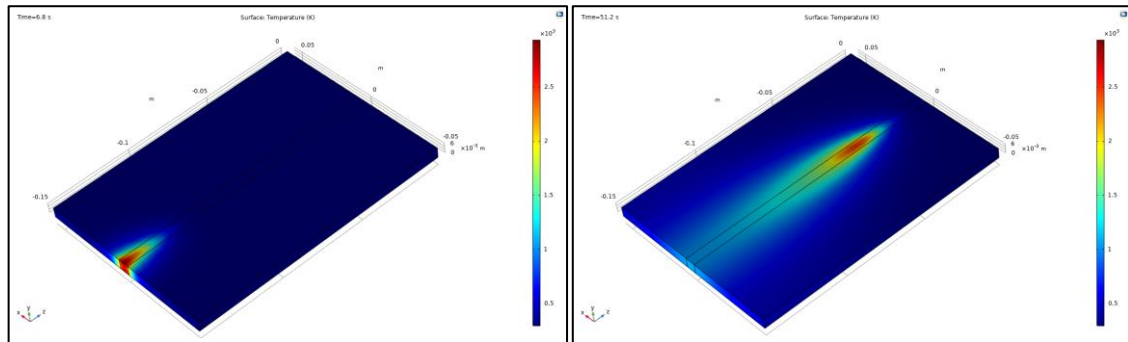 Time=6.8 s
Surface: Temperature (K)
×10³
0
0.05
m
-0.05
m
0
-0.1
-0.05
6
0
×10⁻³ m
-0.15
2.5
2
1.5
1
0.5
y
x
z
Time=51.2 s
Surface: Temperature (K)
×10³
0
0.05
m
-0.05
m
0
-0.1
-0.05
6
0
×10⁻³ m
-0.15
2.5
2
1.5
1
0.5
y
x
z